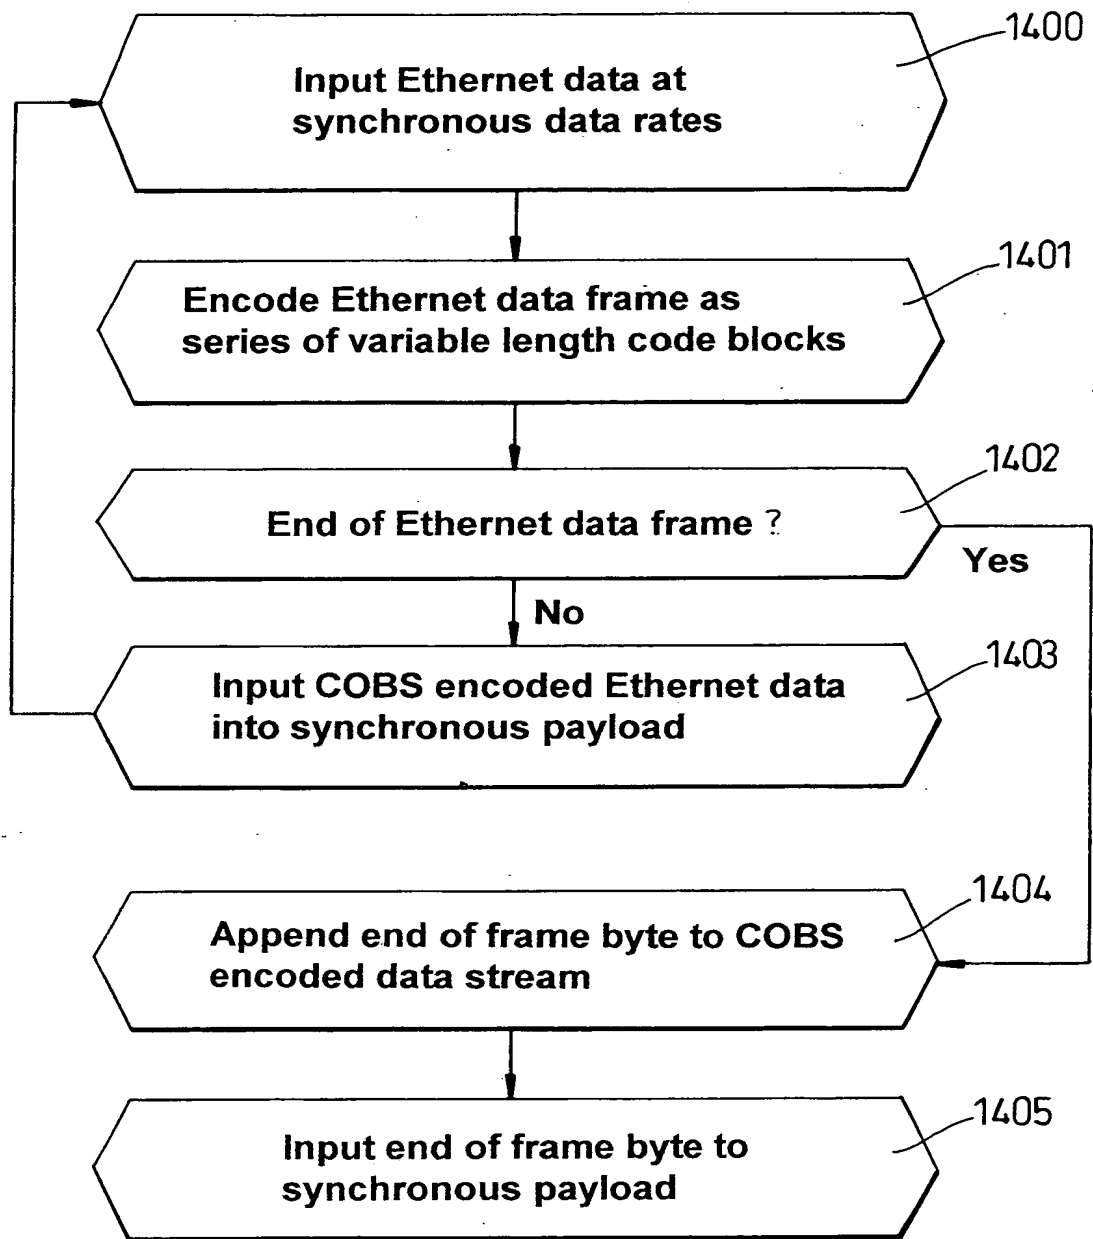 1400
Input Ethernet data at
synchronous data rates
1401
Encode Ethernet data frame as
series of variable length code blocks
1402
End of Ethernet data frame ?
Yes
No
1403
Input COBS encoded Ethernet data
into synchronous payload
1404
Append end of frame byte to COBS
encoded data stream
1405
Input end of frame byte to
synchronous payload